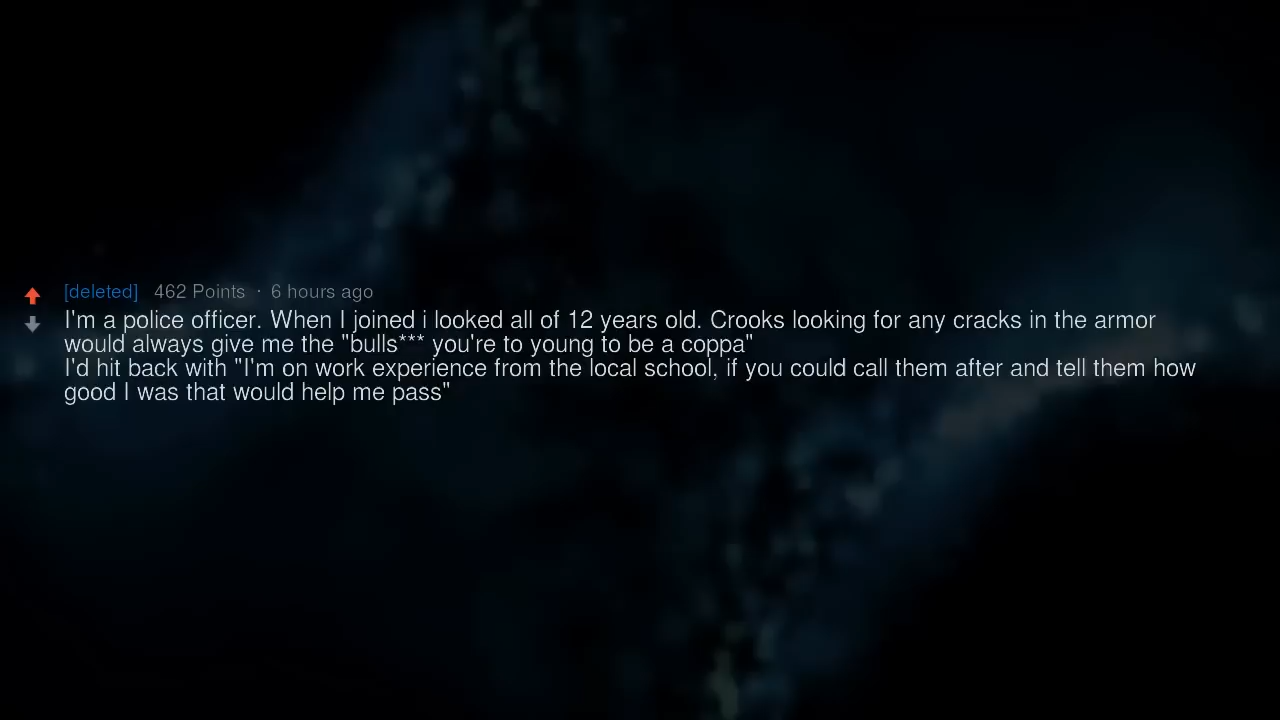 [deleted] 462 Points · 6 hours ago
I'm a police officer. When I joined i looked all of 12 years old. Crooks looking for any cracks in the armor
would always give me the "bulls*** you're to young to be a coppa"
I'd hit back with "I'm on work experience from the local school, if you could call them after and tell them how
good I was that would help me pass"